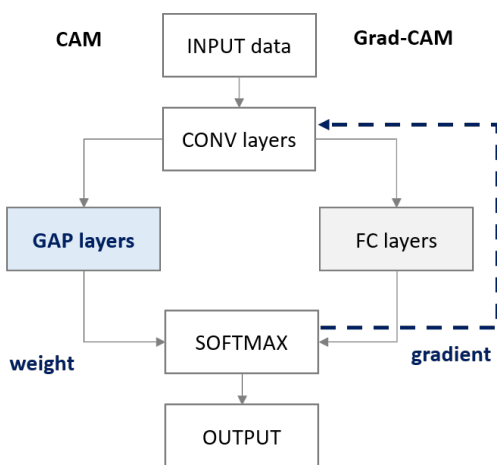 CAM
INPUT data
Grad-CAM
CONV layers
GAP layers
FC layers
SOFTMAX
weight
gradient
OUTPUT